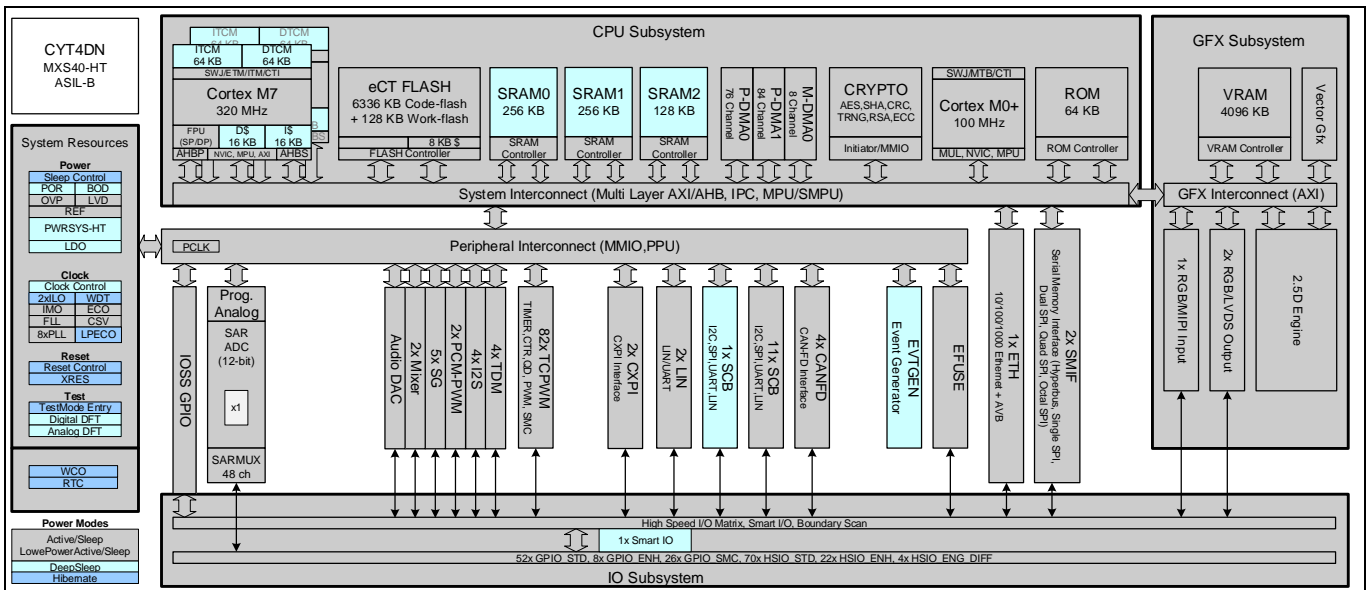 CYT4DN
MXS40-HT
ASIL-B
System Resources
Power
Sleep Control
POR BOD
OVP LVD
REF
PWRSYS-HT
LDO
Clock
Clock Control
2xILO WDT
IMO ECO
FLL CSV
8xPLL LPECO
Reset
Reset Control
XRES
Test
TestMode Entry
Digital DFT
Analog DFT
WCO
RTC
Power Modes
Active/Sleep
LowePowerActive/Sleep
DeepSleep
Hibernate
CPU Subsystem
ITCM
64 KB
DTCM
64 KB
ITCM
64 KB
DTCM
64 KB
SWJ/ETM/ITM/CTI
Cortex M7
320 MHz
FPU
(SP/DP)
D$
16 KB
I$
16 KB
AHBP NVIC, MPU, AXI AHBS
eCT FLASH
6336 KB Code-flash
+ 128 KB Work-flash
8 KB $
FLASH Controller
SRAM0
256 KB
SRAM
Controller
SRAM1
256 KB
SRAM
Controller
SRAM2
128 KB
SRAM
Controller
P-DMA0
76 Channel
P-DMA1
84 Channel
M-DMA0
8 Channel
CRYPTO
AES,SHA,CRC,
TRNG,RSA,ECC
Initiator/MMIO
SWJ/MTB/CTI
Cortex M0+
100 MHz
MUL, NVIC, MPU
ROM
64 KB
ROM Controller
System Interconnect (Multi Layer AXI/AHB, IPC, MPU/SMPU)
GFX Subsystem
VRAM
4096 KB
VRAM Controller
Vector Gfx
GFX Interconnect (AXI)
1x RGB/MIPI Input
2x RGB/LVDS Output
2.5D Engine
PCLK
Peripheral Interconnect (MMIO,PPU)
IOSS GPIO
Prog.
Analog
SAR
ADC
(12-bit)
x1
SARMUX
48 ch
Audio DAC
2x Mixer
5x SG
2x PCM-PWM
4x I2S
4x TDM
82x TCPWM
TIMER,CTR,QD, PWM, SMC
2x CXPI
CXPI Interface
2x LIN
LIN/UART
1x SCB
I2C,SPI,UART,LIN
11x SCB
I2C,SPI,UART,LIN
4x CANFD
CAN-FD Interface
EVTGEN
Event Generator
EFUSE
1x ETH
10/100/1000 Ethernet + AVB
2x SMIF
Serial Memory Interface (Hyperbus, Single SPI,
Dual SPI, Quad SPI, Octal SPI)
High Speed I/O Matrix, Smart I/O, Boundary Scan
1x Smart IO
52x GPIO_STD, 8x GPIO_ENH, 26x GPIO_SMC, 70x HSIO_STD, 22x HSIO_ENH, 4x HSIO_ENG_DIFF
IO Subsystem